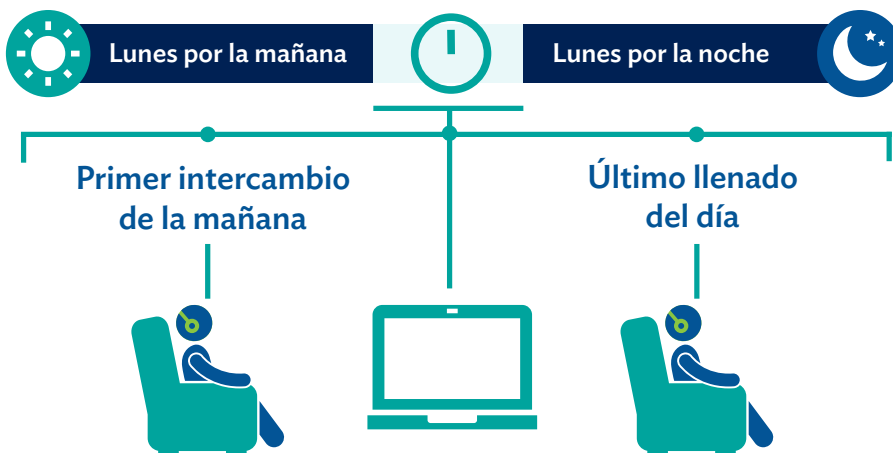 Lunes por la mañana
Lunes por la noche
Primer intercambio
de la mañana
Último llenado
del día